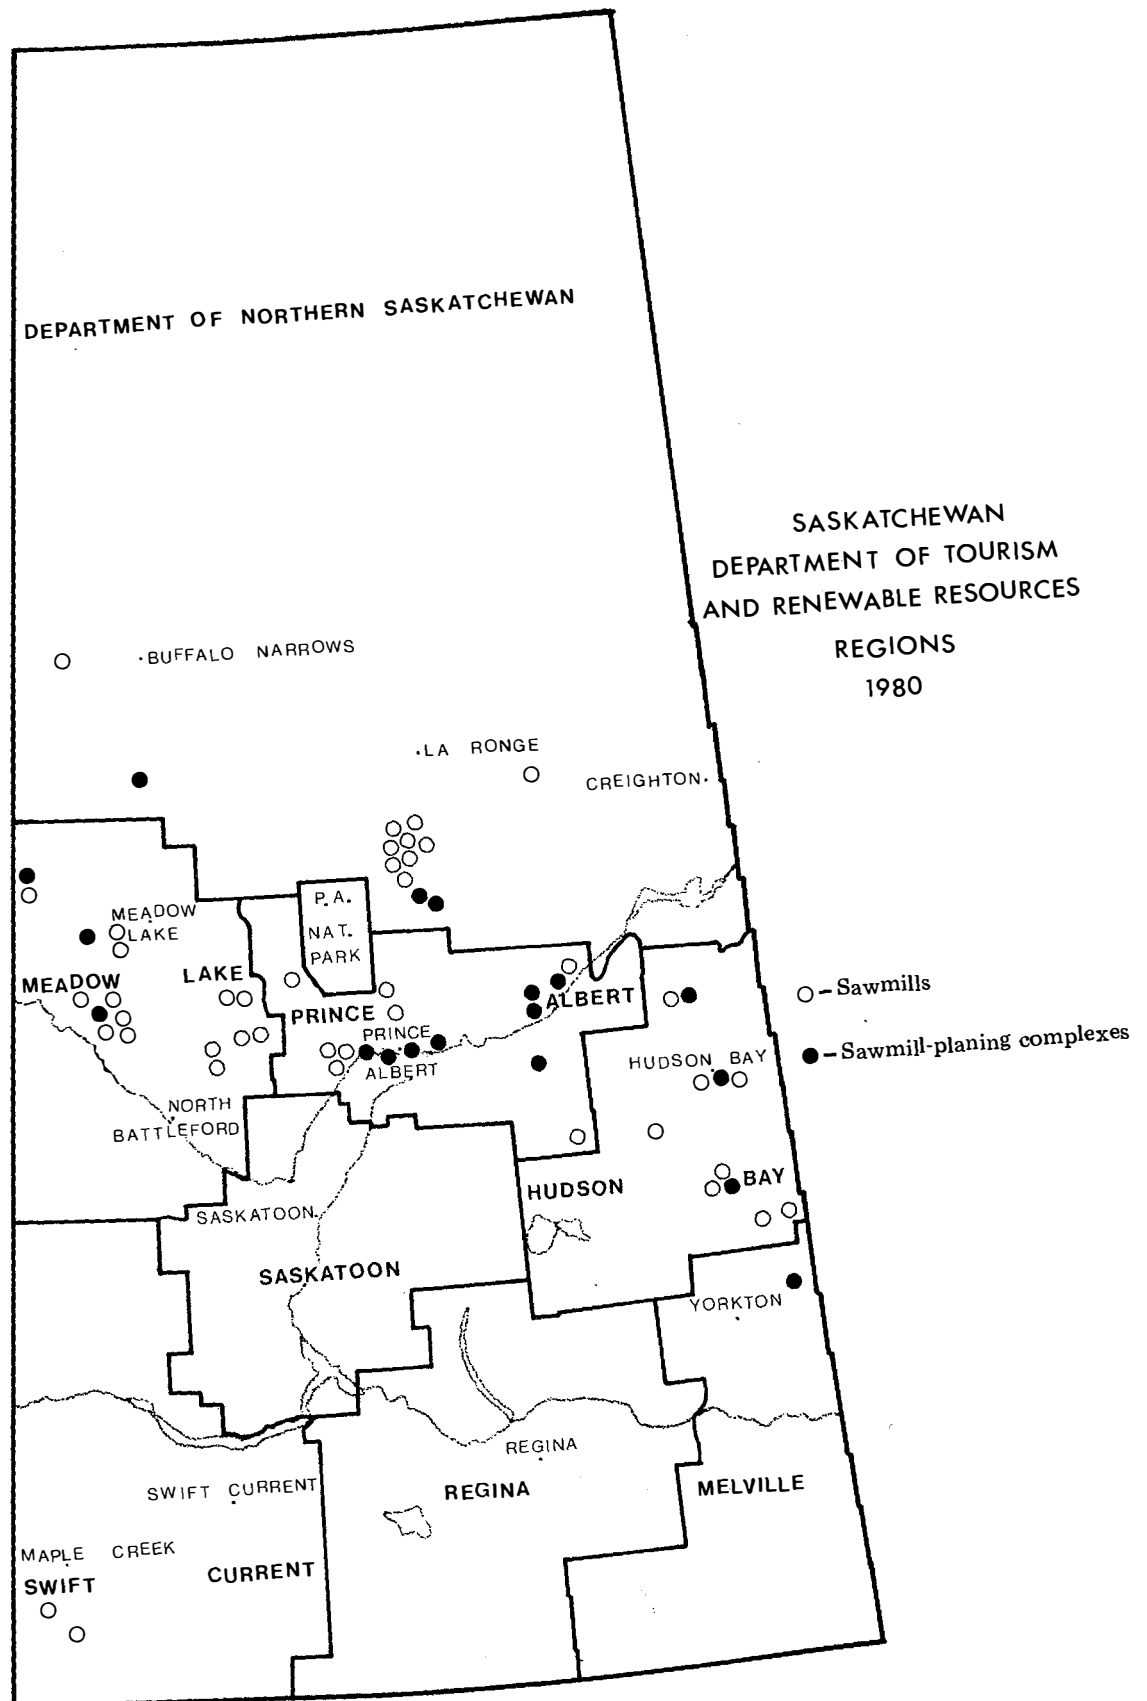 DEPARTMENT OF NORTHERN SASKATCHEWAN
SASKATCHEWAN
DEPARTMENT OF TOURISM
AND RENEWABLE RESOURCES
REGIONS
1980
BUFFALO NARROWS
LA RONGE
CREIGHTON
P.A.
NAT.
PARK
MEADOW
LAKE
MEADOW LAKE
PRINCE ALBERT
PRINCE
ALBERT
Sawmills
Sawmill-planing complexes
HUDSON BAY
NORTH
BATTLEFORD
HUDSON BAY
SASKATOON
SASKATOON
YORKTON
REGINA
SWIFT CURRENT
REGINA
MELVILLE
MAPLE CREEK
SWIFT CURRENT